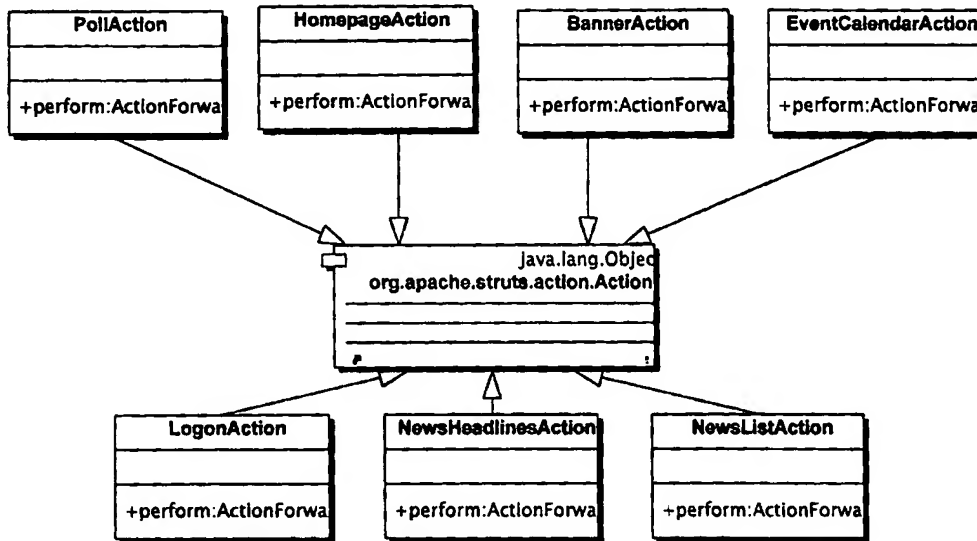 PollAction
HomepageAction
BannerAction
EventCalendarAction
+perform:ActionForwa
+perform:ActionForwa
+perform:ActionForwa
+perform:ActionForwa
java.lang.Objec
org.apache.struts.action.Action
LogonAction
NewsHeadlinesAction
NewsListAction
+perform:ActionForwa
+perform:ActionForwa
+perform:ActionForwa